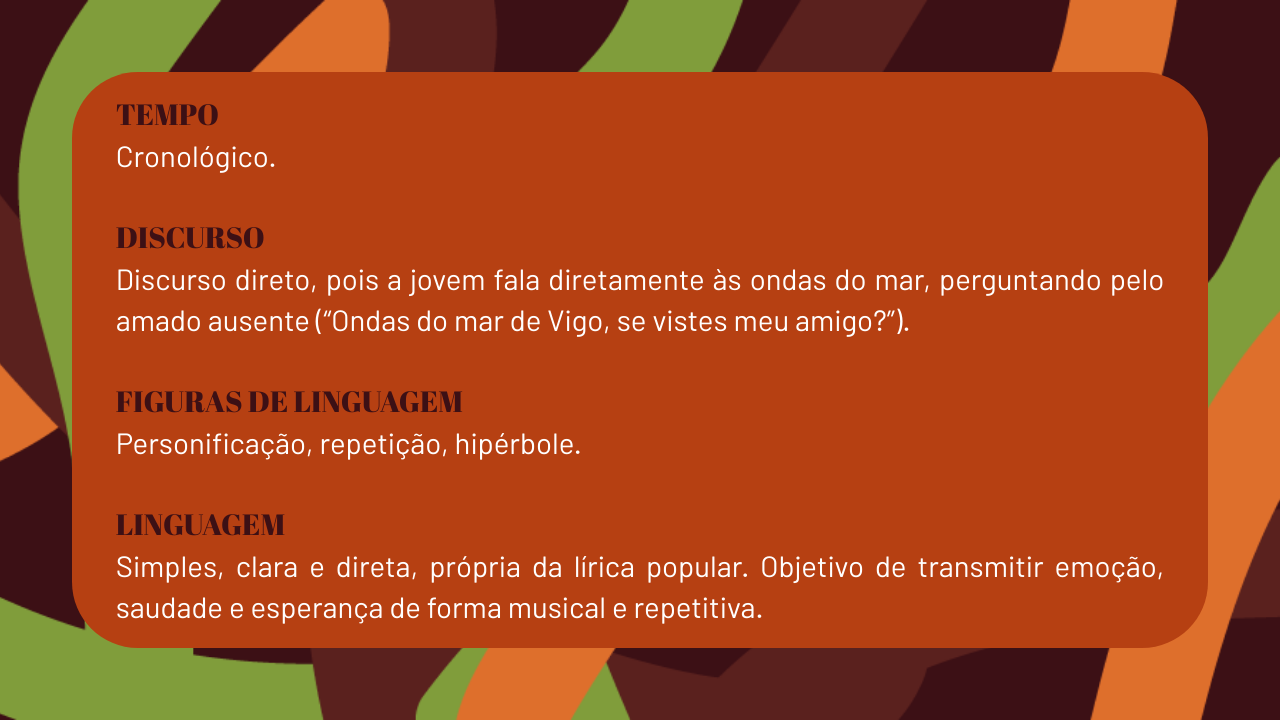 TEMPO
Cronológico.
DISCURSO
Discurso direto, pois a jovem fala diretamente às ondas do mar, perguntando pelo
amado ausente (“Ondas do mar de Vigo, se vistes meu amigo?”).
FIGURAS DE LINGUAGEM
Personificação, repetição, hipérbole.
LINGUAGEM
Simples, clara e direta, própria da lírica popular. Objetivo de transmitir emoção,
saudade e esperança de forma musical e repetitiva.